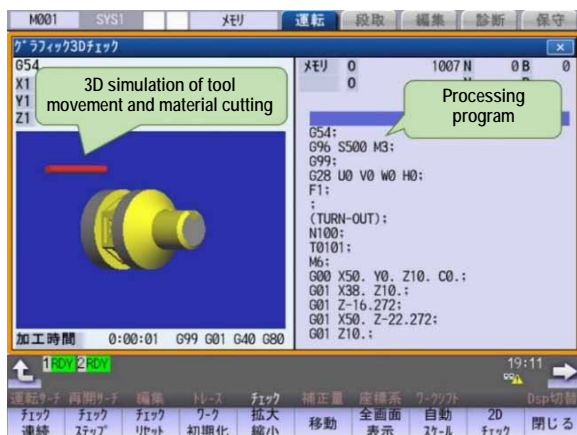 M001 SYS1 メモリ 運転 段取 編集 診断 保守
グラフィック3Dチェック
G54
X1
Y1
Z1
3D simulation of tool
movement and material cutting
メモリ O 1007 N 0 B 0
O
Processing
program
G54;
G96 S500 M3;
G99;
G28 U0 V0 W0 H0;
F1;
;
(TURN-OUT);
N100;
T0101;
M6;
G00 X50. Y0. Z10. C0.;
G01 X38. Z10.;
G01 Z-16.272;
G01 X50. Z-22.272;
G01 Z10.;
加工時間 0:00:01 G99 G01 G40 G80
1RDY 2RDY
19:11
運転サーチ 再開サーチ 編集 トレース チェック 補正量 座標系 ワークシフト Dsp切替
チェック連続 チェックステップ チェックリセット ワーク初期化 拡大縮小 移動 全画面表示 自動スケール 2Dチェック 閉じる